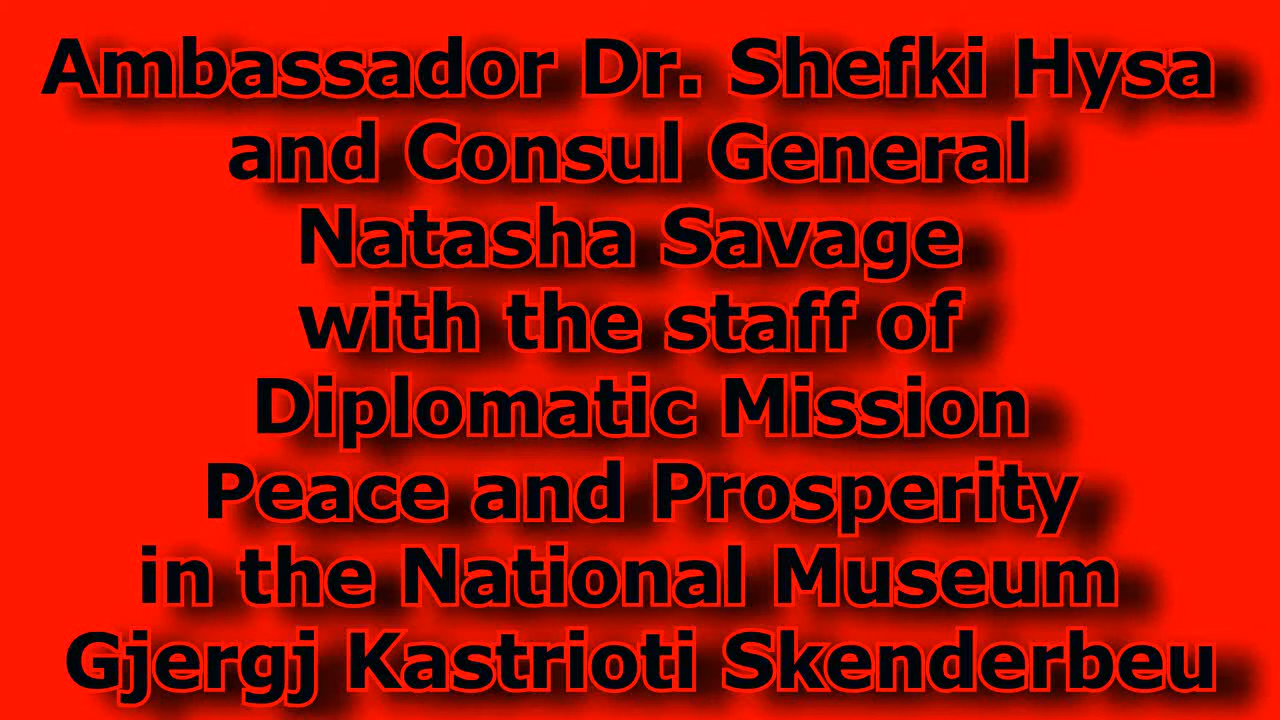 Ambassador Dr. Shefki Hysa
and Consul General
Natasha Savage
with the staff of
Diplomatic Mission
Peace and Prosperity
in the National Museum
Gjergj Kastrioti Skenderbeu